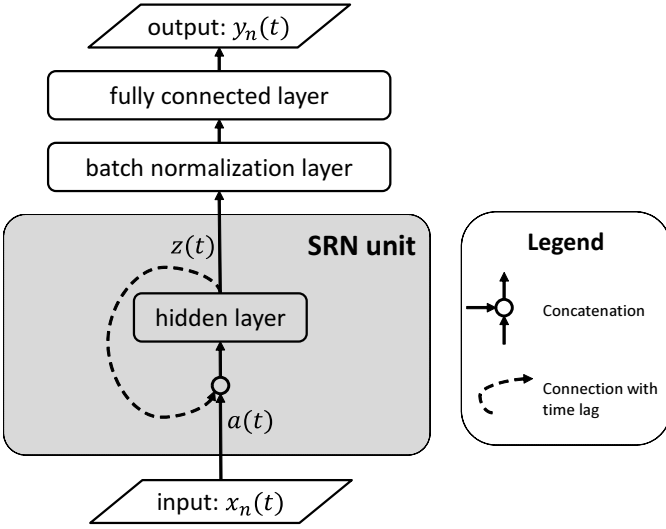 output: yₙ(t)
fully connected layer
batch normalization layer
z(t)
SRN unit
hidden layer
a(t)
input: xₙ(t)
Legend
Concatenation
Connection with
time lag